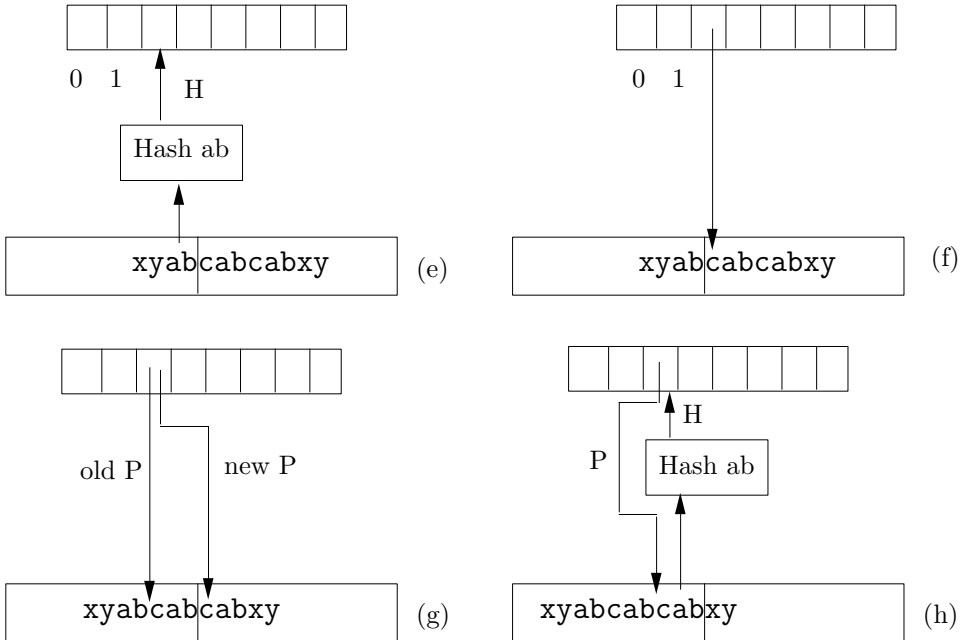 0 1
H
Hash ab
xyabcabcabxy
(e)
0 1
xyabcabcabxy
(f)
old P
new P
xyabcabcabxy
(g)
H
P
Hash ab
xyabcabcabxy
(h)